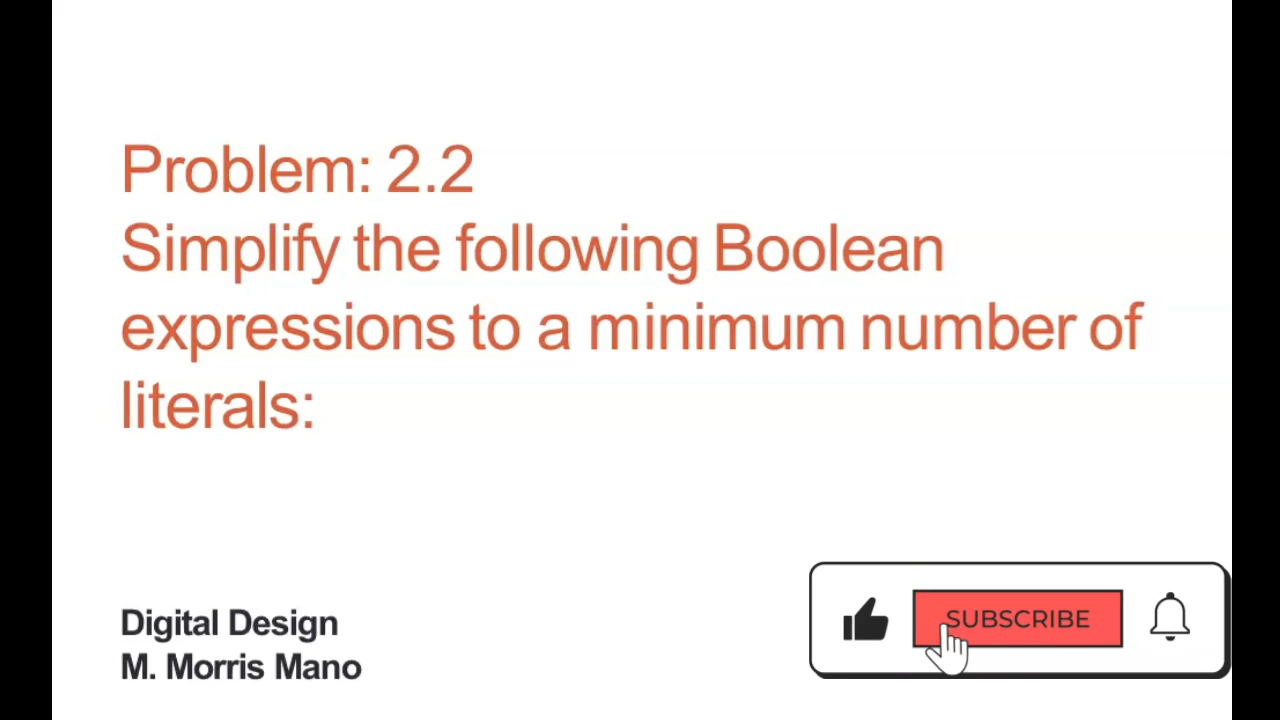 Problem: 2.2
Simplify the following Boolean
expressions to a minimum number of
literals:
Digital Design
M. Morris Mano
SUBSCRIBE